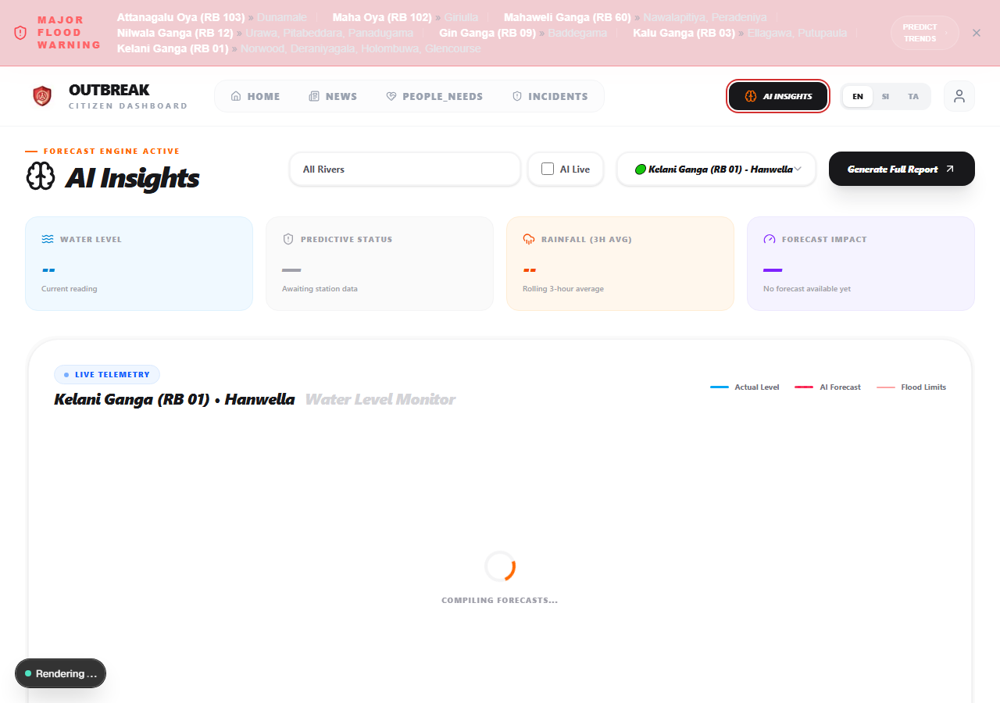 MAJOR FLOOD WARNING
Attanagalu Oya (RB 103) » Dunamale
Maha Oya (RB 102) » Giriulla
Mahaweli Ganga (RB 60) » Nawalapitiya, Peradeniya
Nilwala Ganga (RB 12) » Urawa, Pitabeddara, Panadugama
Gin Ganga (RB 09) » Baddegama
Kalu Ganga (RB 03) » Ellagawa, Putupaula
Kelani Ganga (RB 01) » Norwood, Deraniyagala, Holombuwa, Glencourse
PREDICT TRENDS
OUTBREAK
CITIZEN DASHBOARD
HOME
NEWS
PEOPLE_NEEDS
INCIDENTS
AI INSIGHTS
EN
SI
TA
FORECAST ENGINE ACTIVE
AI Insights
All Rivers
AI Live
Kelani Ganga (RB 01) - Hanwella
Generate Full Report
WATER LEVEL
--
Current reading
PREDICTIVE STATUS
—
Awaiting station data
RAINFALL (3H AVG)
--
Rolling 3-hour average
FORECAST IMPACT
—
No forecast available yet
LIVE TELEMETRY
Kelani Ganga (RB 01) • Hanwella Water Level Monitor
Actual Level
AI Forecast
Flood Limits
COMPILING FORECASTS...
Rendering ...